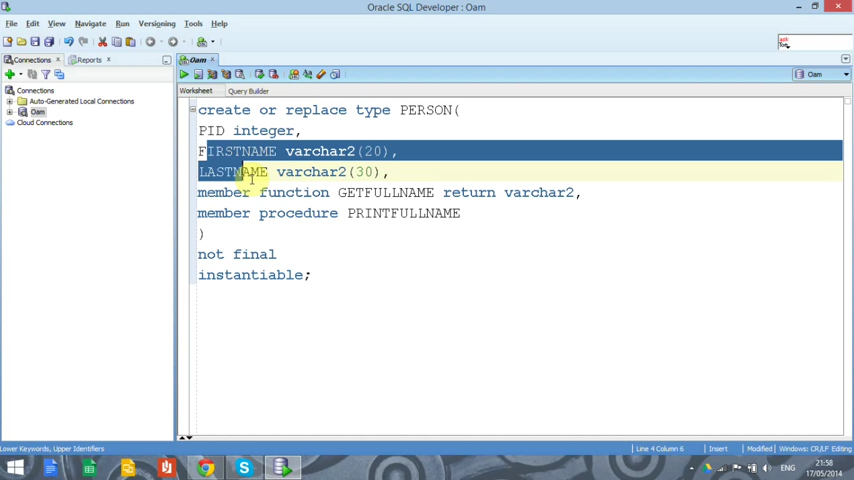 Oracle SQL Developer : Oam
File Edit View Navigate Run Versioning Tools Help
Connections Reports Oam
Oam
Worksheet Query Builder
Connections
Auto-Generated Local Connections
Oam
Cloud Connections
create or replace type PERSON(
PID integer,
FIRSTNAME varchar2(20),
LASTNAME varchar2(30),
member function GETFULLNAME return varchar2,
member procedure PRINTFULLNAME
)
not final
instantiable;
Lower Keywords, Upper Identifiers Line 4 Column 6 Insert Modified Windows: CR/LF Editing
ENG 21:58
17/05/2014